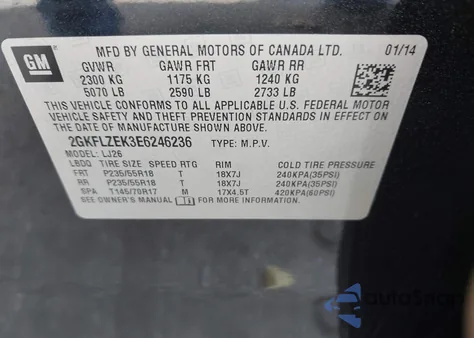 GM
MFD BY GENERAL MOTORS OF CANADA LTD. 01/14
GVWR GAWR FRT GAWR RR
2300 KG 1175 KG 1240 KG
5070 LB 2590 LB 2733 LB
THIS VEHICLE CONFORMS TO ALL APPLICABLE U.S. FEDERAL MOTOR
VEHICLE SAFETY AND THEFT PREVENTION STANDARDS IN EFFECT ON
THE DATE OF MANUFACTURE SHOWN ABOVE.
2GKFLZEK3E6246236 TYPE: M.P.V.
MODEL: LJ26
LBDQ TIRE SIZE SPEED RTG RIM COLD TIRE PRESSURE
FRT P235/55R18 T 18X7J 240KPA(35PSI)
RR P235/55R18 T 18X7J 240KPA(35PSI)
SPA T145/70R17 M 17X4.5T 420KPA(60PSI)
SEE OWNER'S MANUAL FOR ADDITIONAL INFORMATION.
AutoSnap